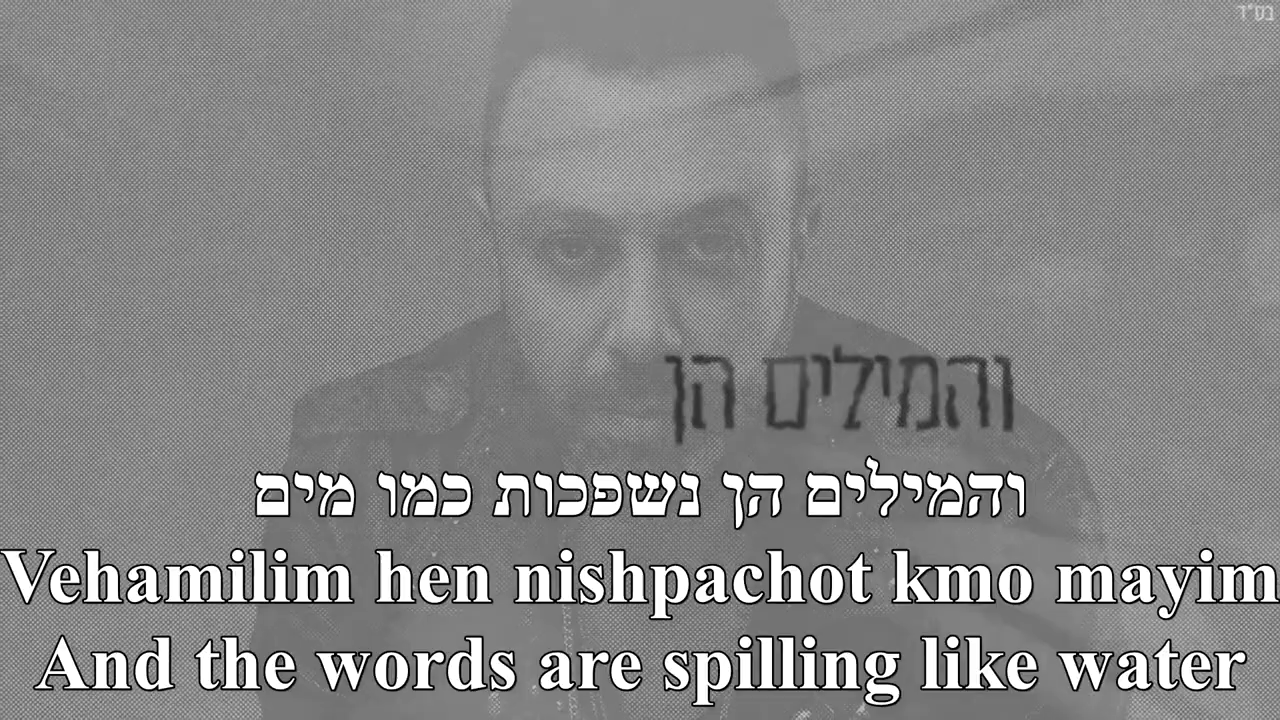 בס"ד
והמילים הן
והמילים הן נשפכות כמו מים
Vehamilim hen nishpachot kmo mayim
And the words are spilling like water